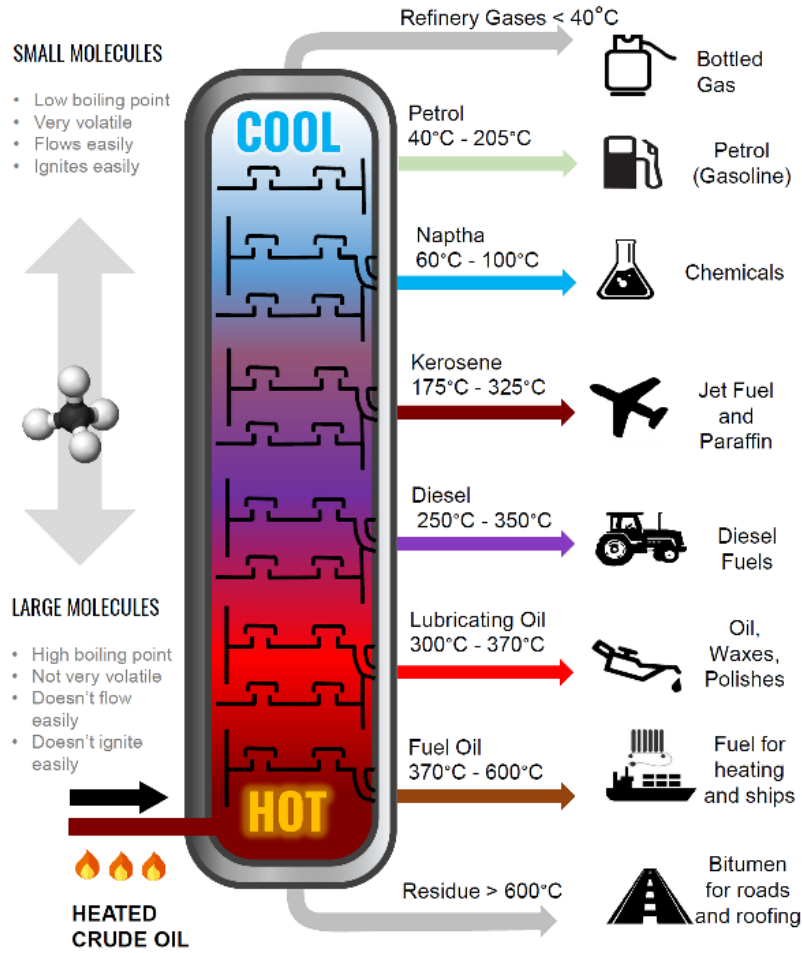 Refinery Gases < 40°C
Bottled
Gas
SMALL MOLECULES
• Low boiling point
• Very volatile
• Flows easily
• Ignites easily
COOL
Petrol
40°C - 205°C
Petrol
(Gasoline)
Naptha
60°C - 100°C
Chemicals
Kerosene
175°C - 325°C
Jet Fuel
and
Paraffin
Diesel
250°C - 350°C
Diesel
Fuels
LARGE MOLECULES
• High boiling point
• Not very volatile
• Doesn't flow
easily
• Doesn't ignite
easily
Lubricating Oil
300°C - 370°C
Oil,
Waxes,
Polishes
Fuel Oil
370°C - 600°C
Fuel for
heating
and ships
HOT
HEATED
CRUDE OIL
Residue > 600°C
Bitumen
for roads
and roofing